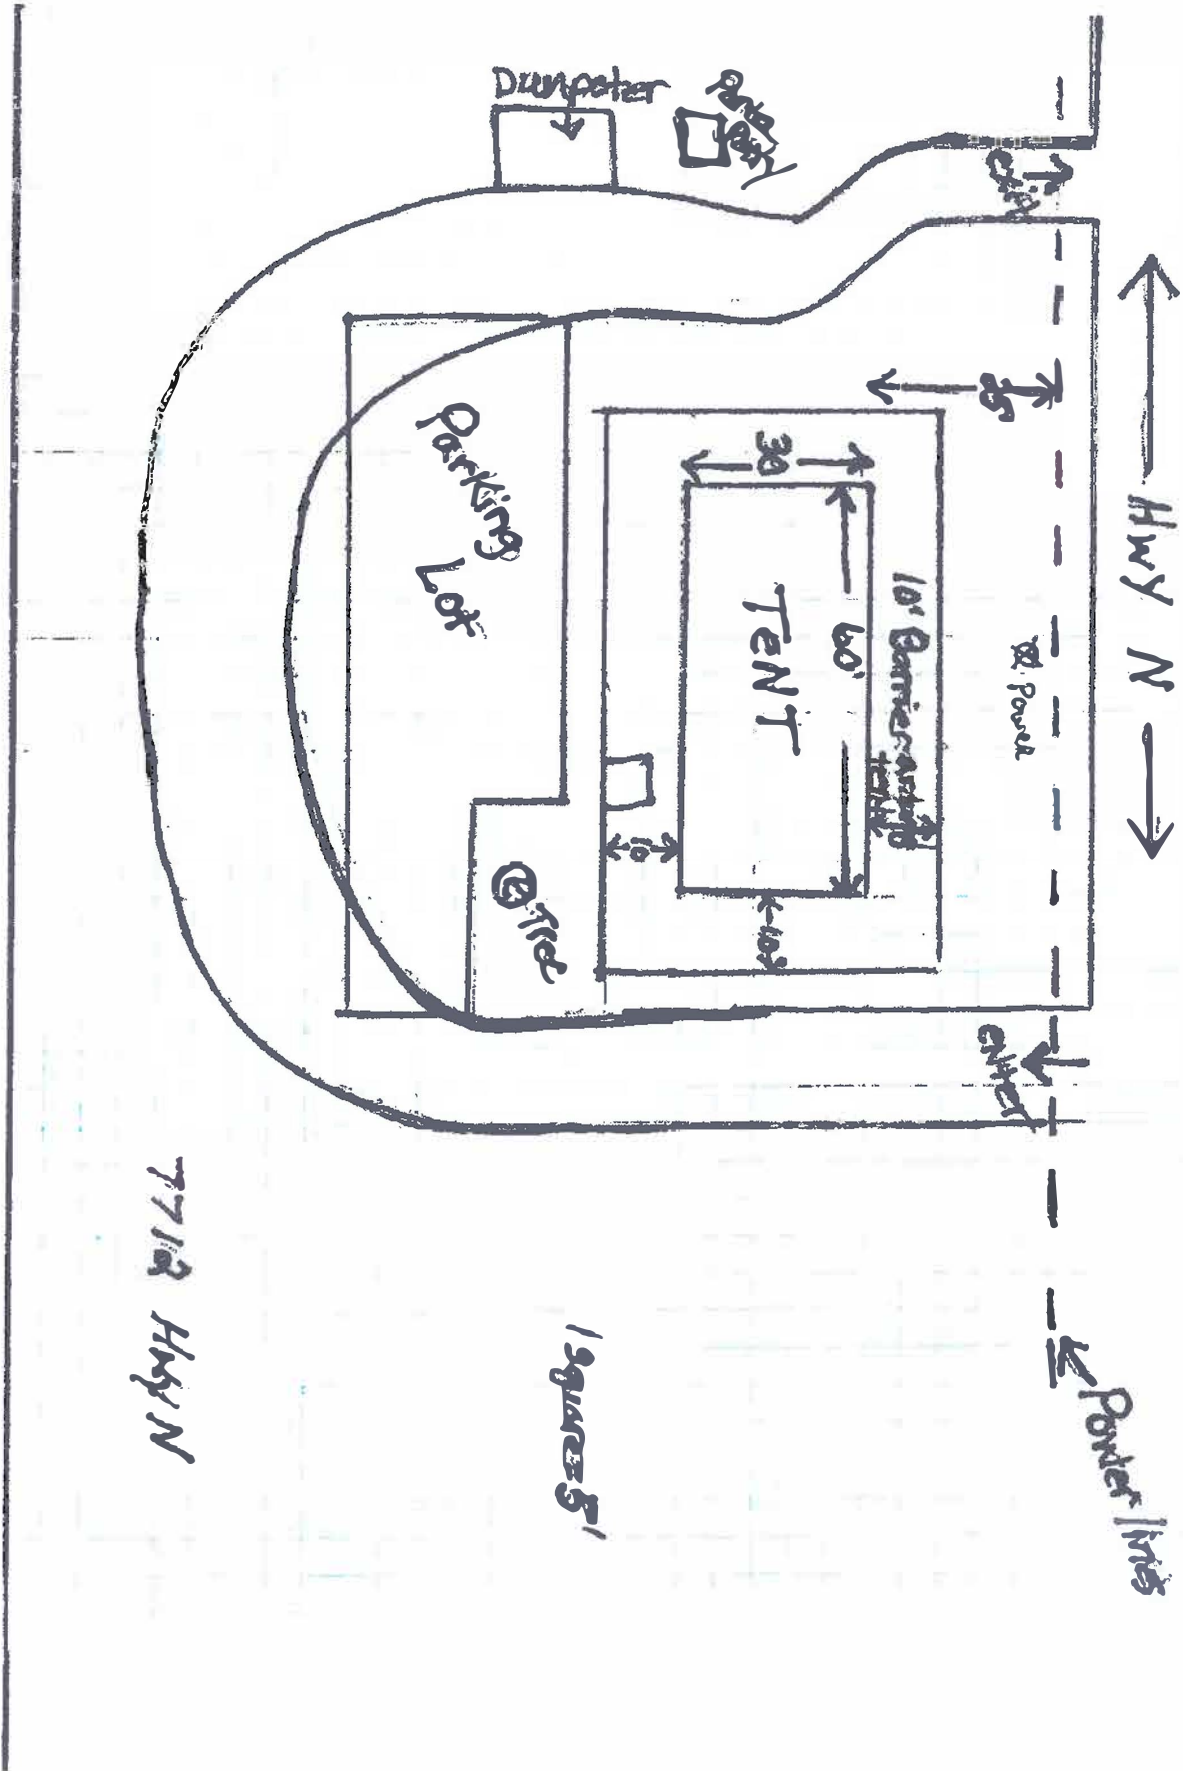 Hwy N
Power lines
exit
enter
Power
10' Barrier around
tent
60'
30
TENT
10'
10
Porta
Potty
Dumpster
Tree
1 square=5'
Parking
Lot
7712 Hwy N